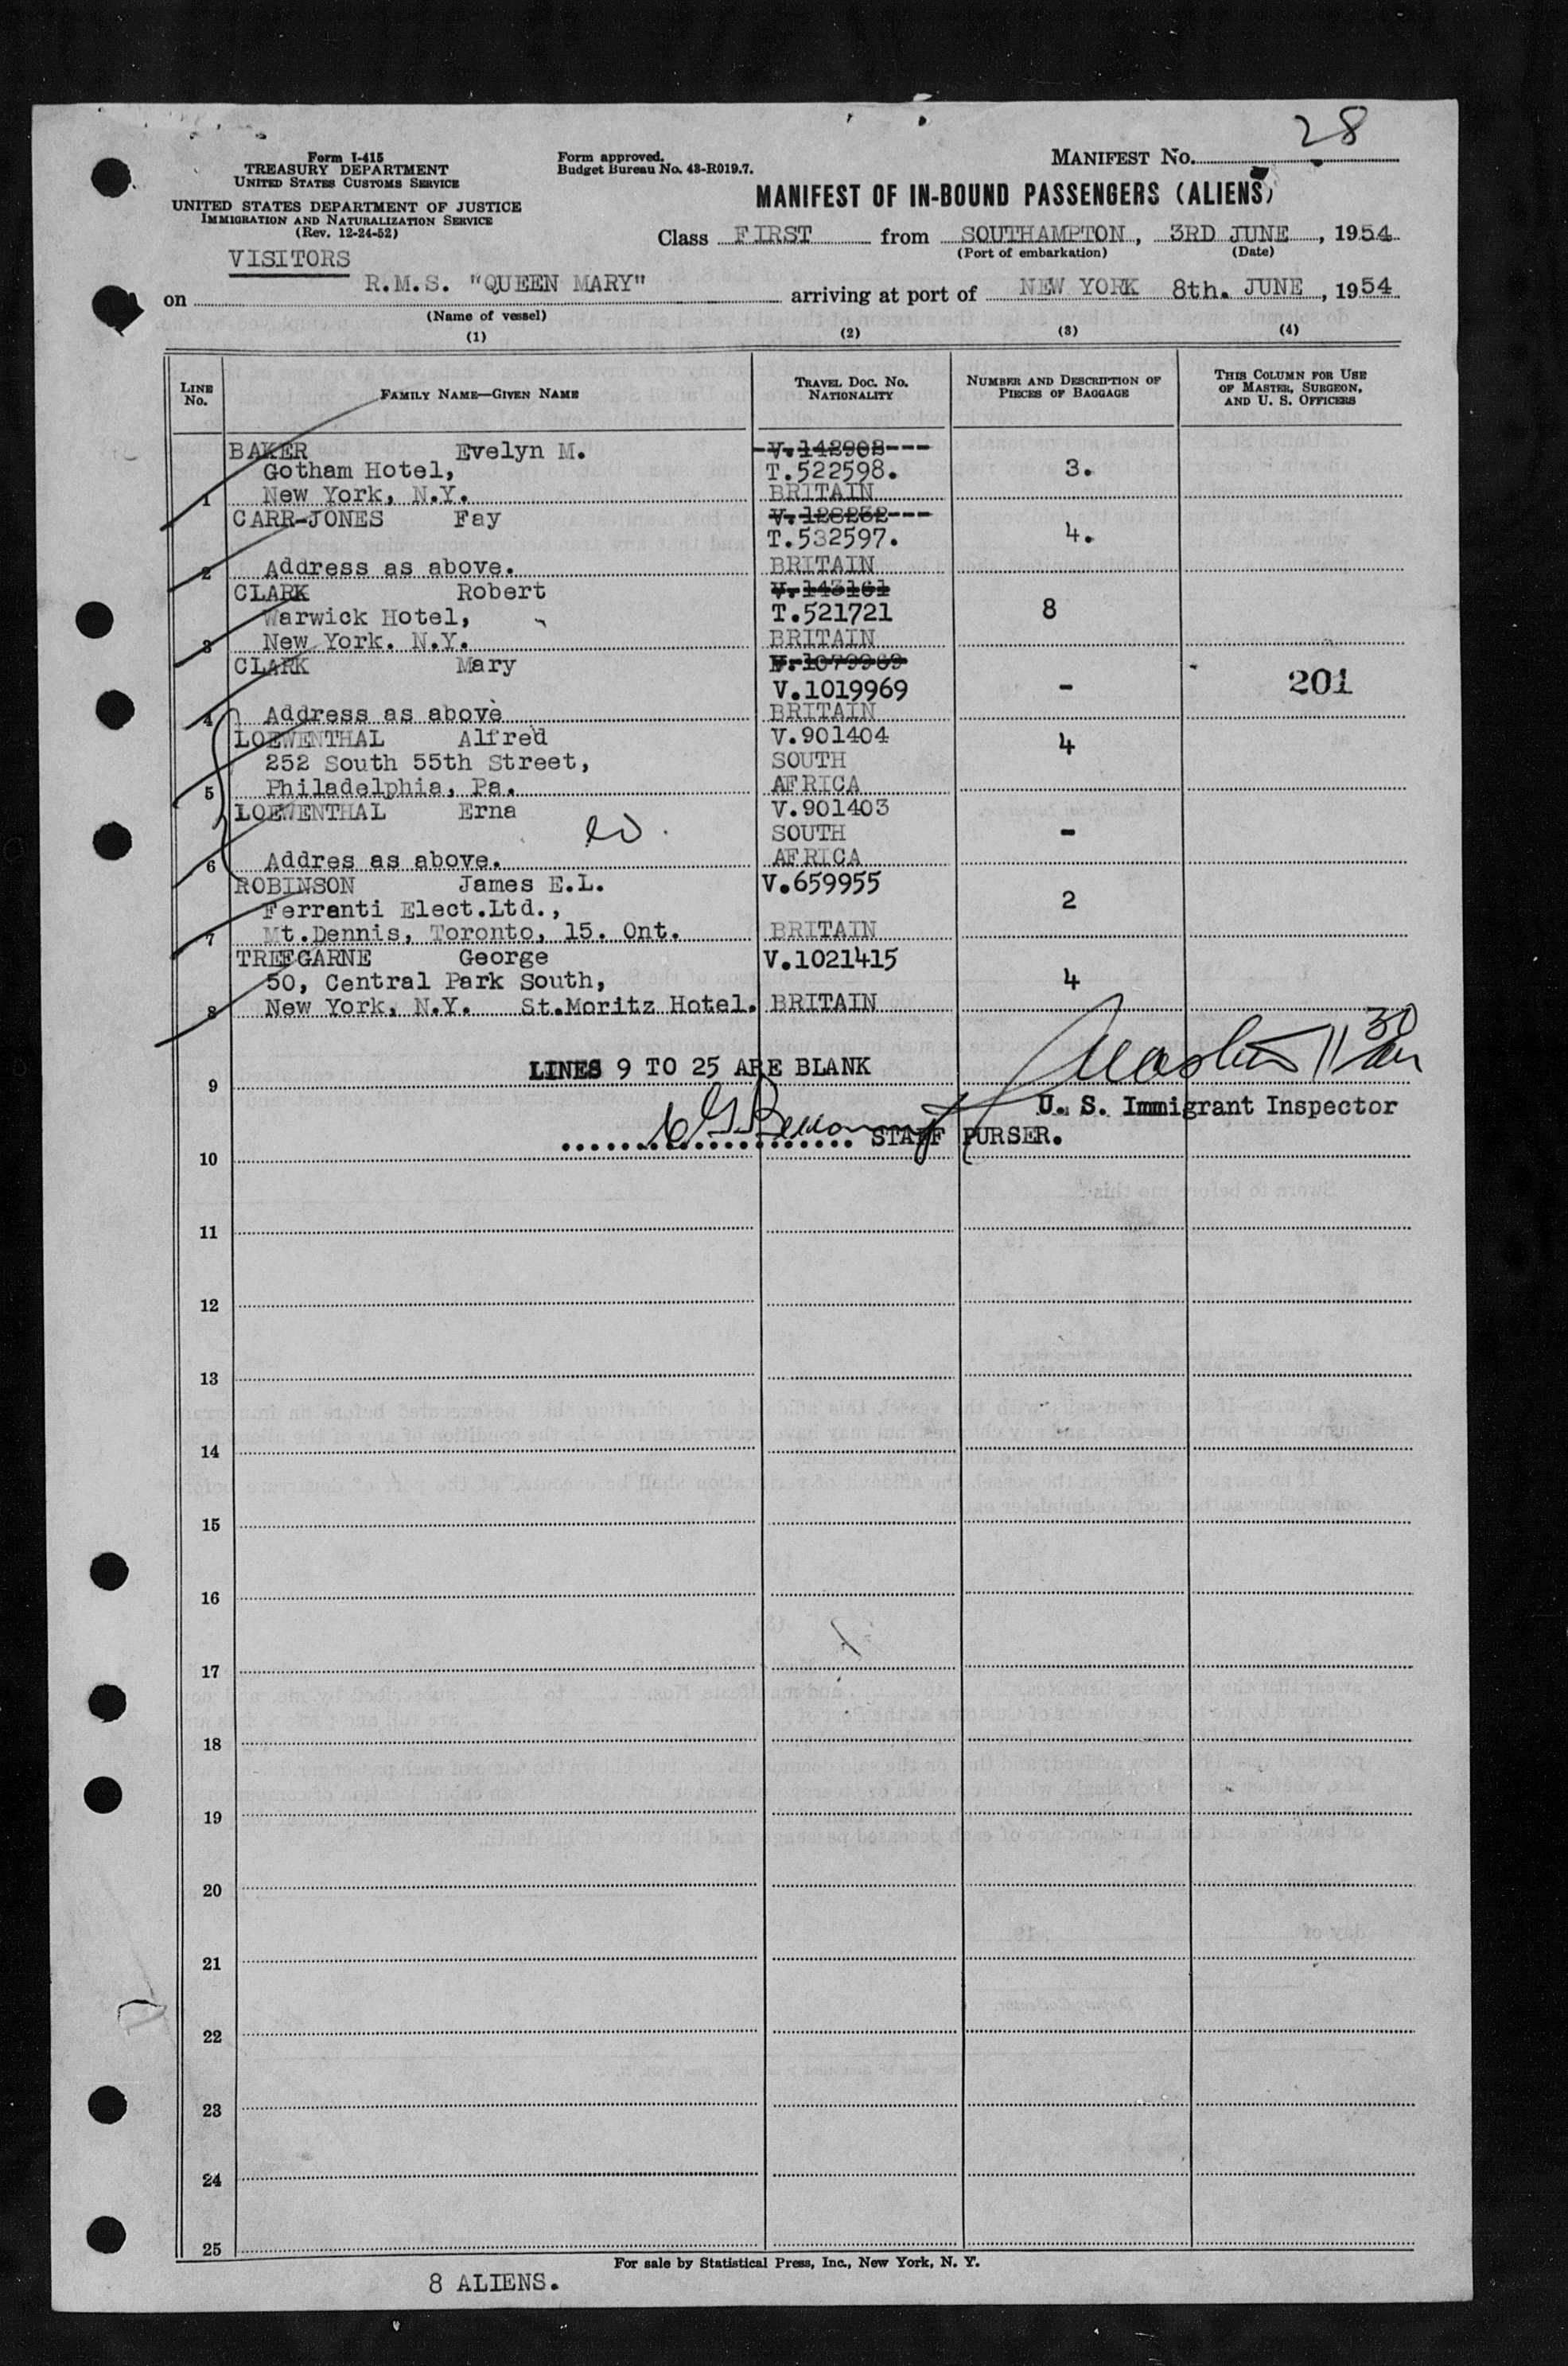 28
Form I-415
TREASURY DEPARTMENT
UNITED STATES CUSTOMS SERVICE
UNITED STATES DEPARTMENT OF JUSTICE
IMMIGRATION AND NATURALIZATION SERVICE
(Rev. 12-24-52)
Form approved.
Budget Bureau No. 43-R019.7.
MANIFEST NO.
MANIFEST OF IN-BOUND PASSENGERS (ALIENS)
Class FIRST from SOUTHAMPTON, 3RD JUNE, 1954
(Port of embarkation) (Date)
VISITORS
on R.M.S. "QUEEN MARY" arriving at port of NEW YORK 8th. JUNE, 1954
(Name of vessel)
(1) (2) (3) (4)
LINE No.
FAMILY NAME—GIVEN NAME
TRAVEL DOC. NO. NATIONALITY
NUMBER AND DESCRIPTION OF PIECES OF BAGGAGE
THIS COLUMN FOR USE OF MASTER, SURGEON, AND U. S. OFFICERS
BAKER Evelyn M. V.142908---
Gotham Hotel, T.522598. 3.
1 New York, N.Y. BRITAIN
CARR-JONES Fay V.128232---
T.532597. 4.
2 Address as above. BRITAIN
CLARK Robert V.143161
Warwick Hotel, T.521721 8
3 New York. N.Y. BRITAIN
CLARK Mary V.1079969
V.1019969 - 201
4 Address as above BRITAIN
LOEWENTHAL Alfred V.901404 4
252 South 55th Street, SOUTH
5 Philadelphia, Pa. AFRICA
LOEWENTHAL Erna V.901403
SOUTH -
6 Addres as above. AFRICA
ROBINSON James E.L. V.659955
Ferranti Elect.Ltd., 2
7 Mt.Dennis, Toronto, 15. Ont. BRITAIN
TREEGARNE George V.1021415
50, Central Park South, 4
8 New York, N.Y. St.Moritz Hotel. BRITAIN
LINES 9 TO 25 ARE BLANK
9
U. S. Immigrant Inspector
STAFF PURSER.
10
11
12
13
14
15
16
17
18
19
20
21
22
23
24
25
For sale by Statistical Press, Inc., New York, N. Y.
8 ALIENS.